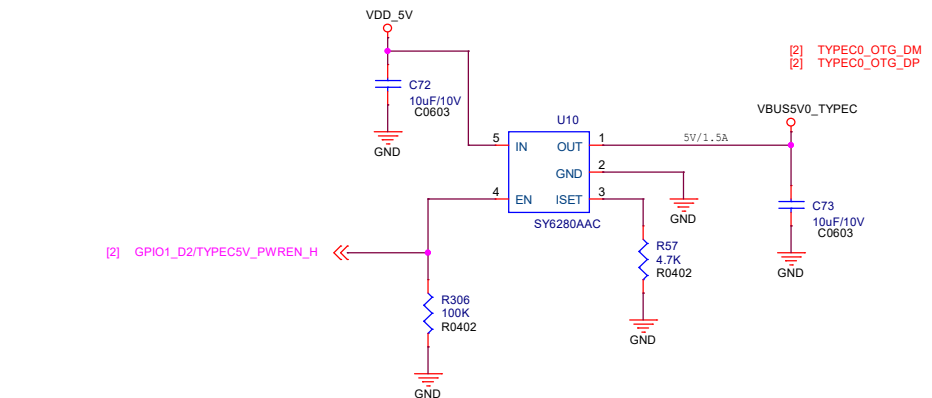 VDD_5V
[2] TYPEC0_OTG_DM
[2] TYPEC0_OTG_DP
C72
10uF/10V
C0603
GND
VBUS5V0_TYPEC
U10
5 IN OUT 1 5V/1.5A
GND 2
4 EN ISET 3
SY6280AAC
GND
C73
10uF/10V
C0603
GND
[2] GPIO1_D2/TYPEC5V_PWREN_H
R57
4.7K
R0402
GND
R306
100K
R0402
GND